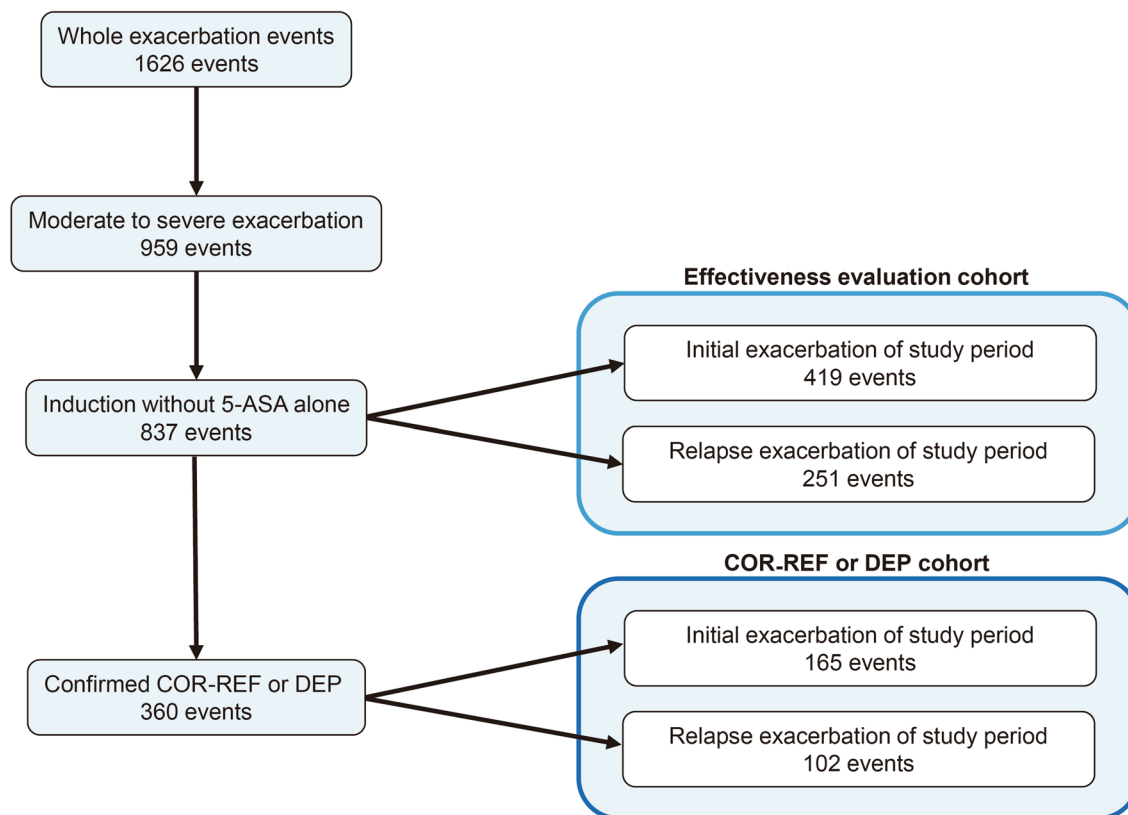 Whole exacerbation events
1626 events
Moderate to severe exacerbation
959 events
Induction without 5-ASA alone
837 events
Effectiveness evaluation cohort
Initial exacerbation of study period
419 events
Relapse exacerbation of study period
251 events
Confirmed COR-REF or DEP
360 events
COR-REF or DEP cohort
Initial exacerbation of study period
165 events
Relapse exacerbation of study period
102 events